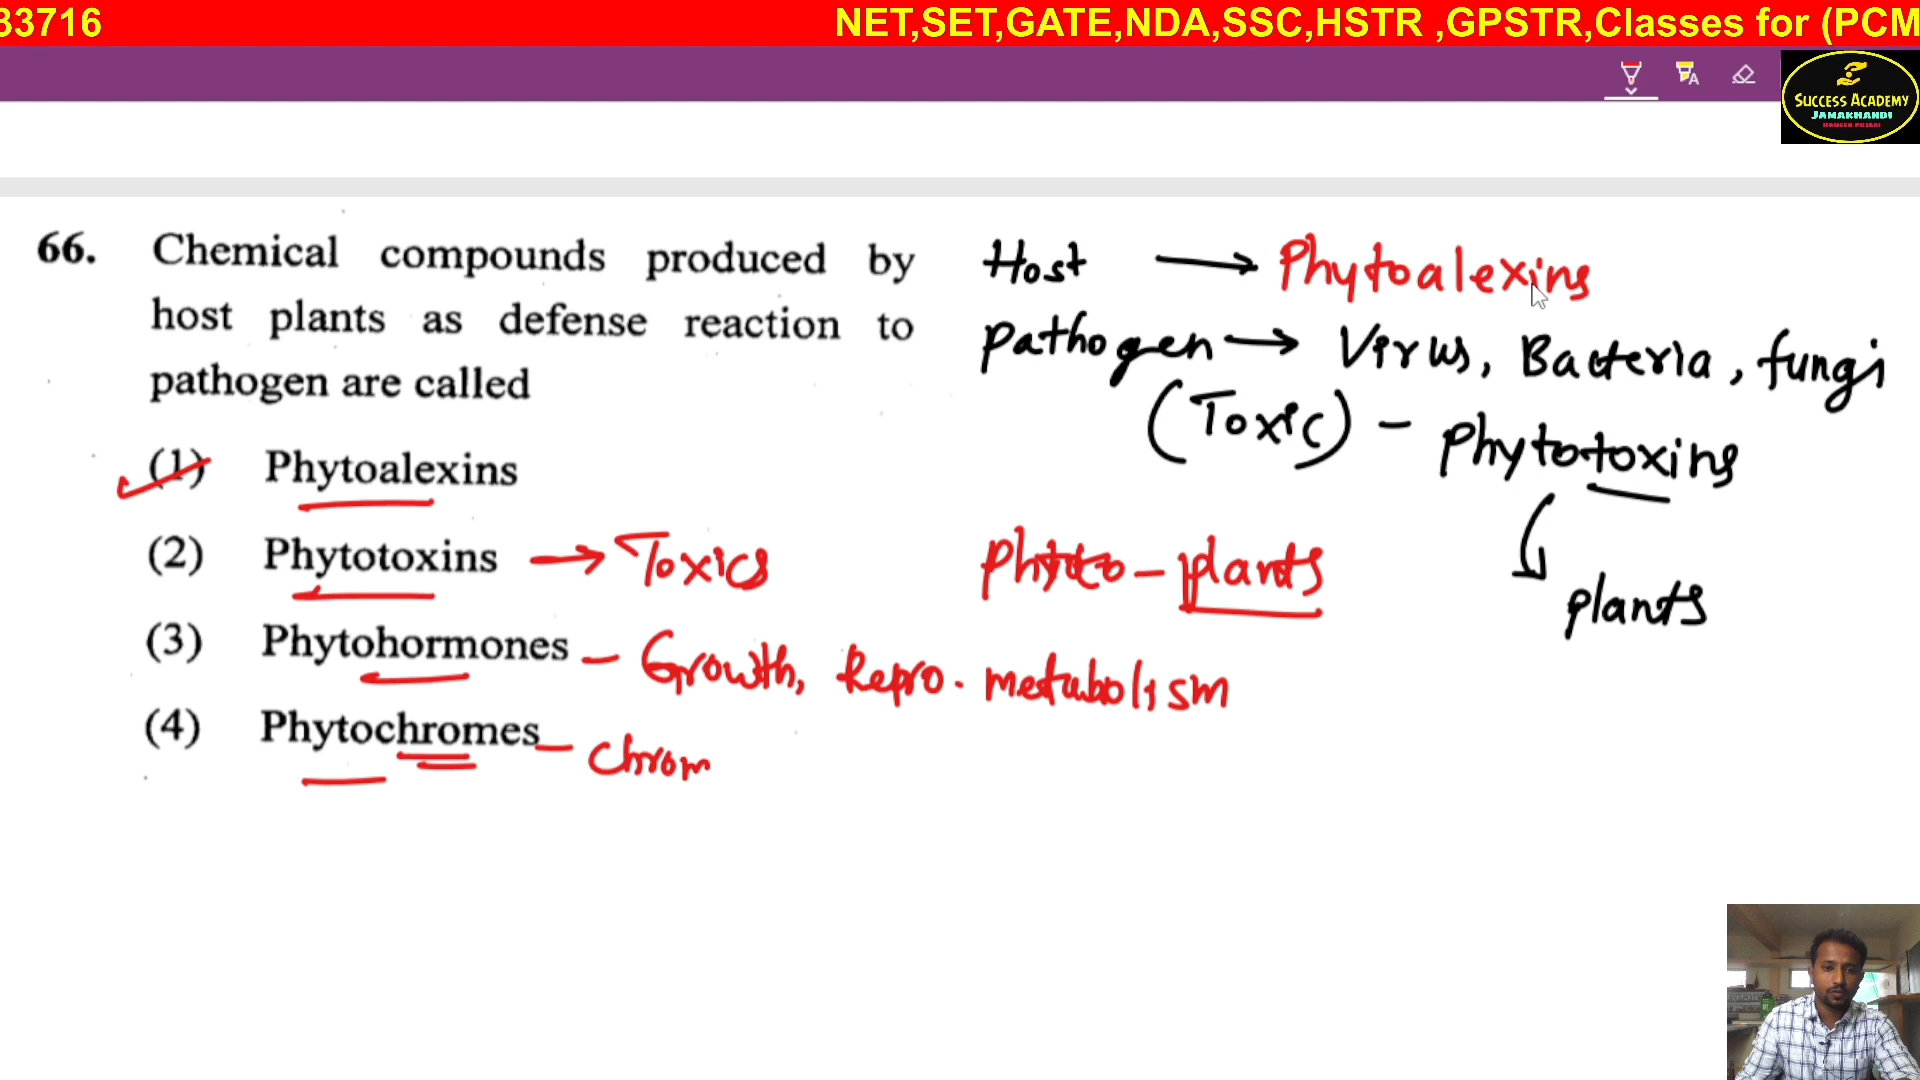 33716
NET,SET,GATE,NDA,SSC,HSTR ,GPSTR,Classes for (PCM
SUCCESS ACADEMY
JAMAKHANDI
66. Chemical compounds produced by
host plants as defense reaction to
pathogen are called
(1) Phytoalexins
(2) Phytotoxins → Toxics
(3) Phytohormones – Growth, Repro. metabolism
(4) Phytochromes – Chrom
Host → Phytoalexins
Pathogen → Virus, Bacteria, fungi
(Toxic) – Phytotoxins
Phyto – plants
plants